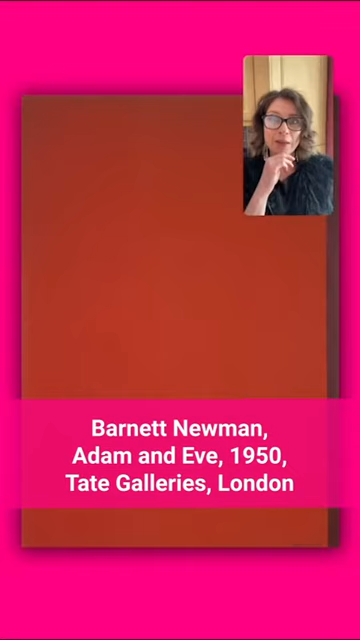 Barnett Newman,
Adam and Eve, 1950,
Tate Galleries, London